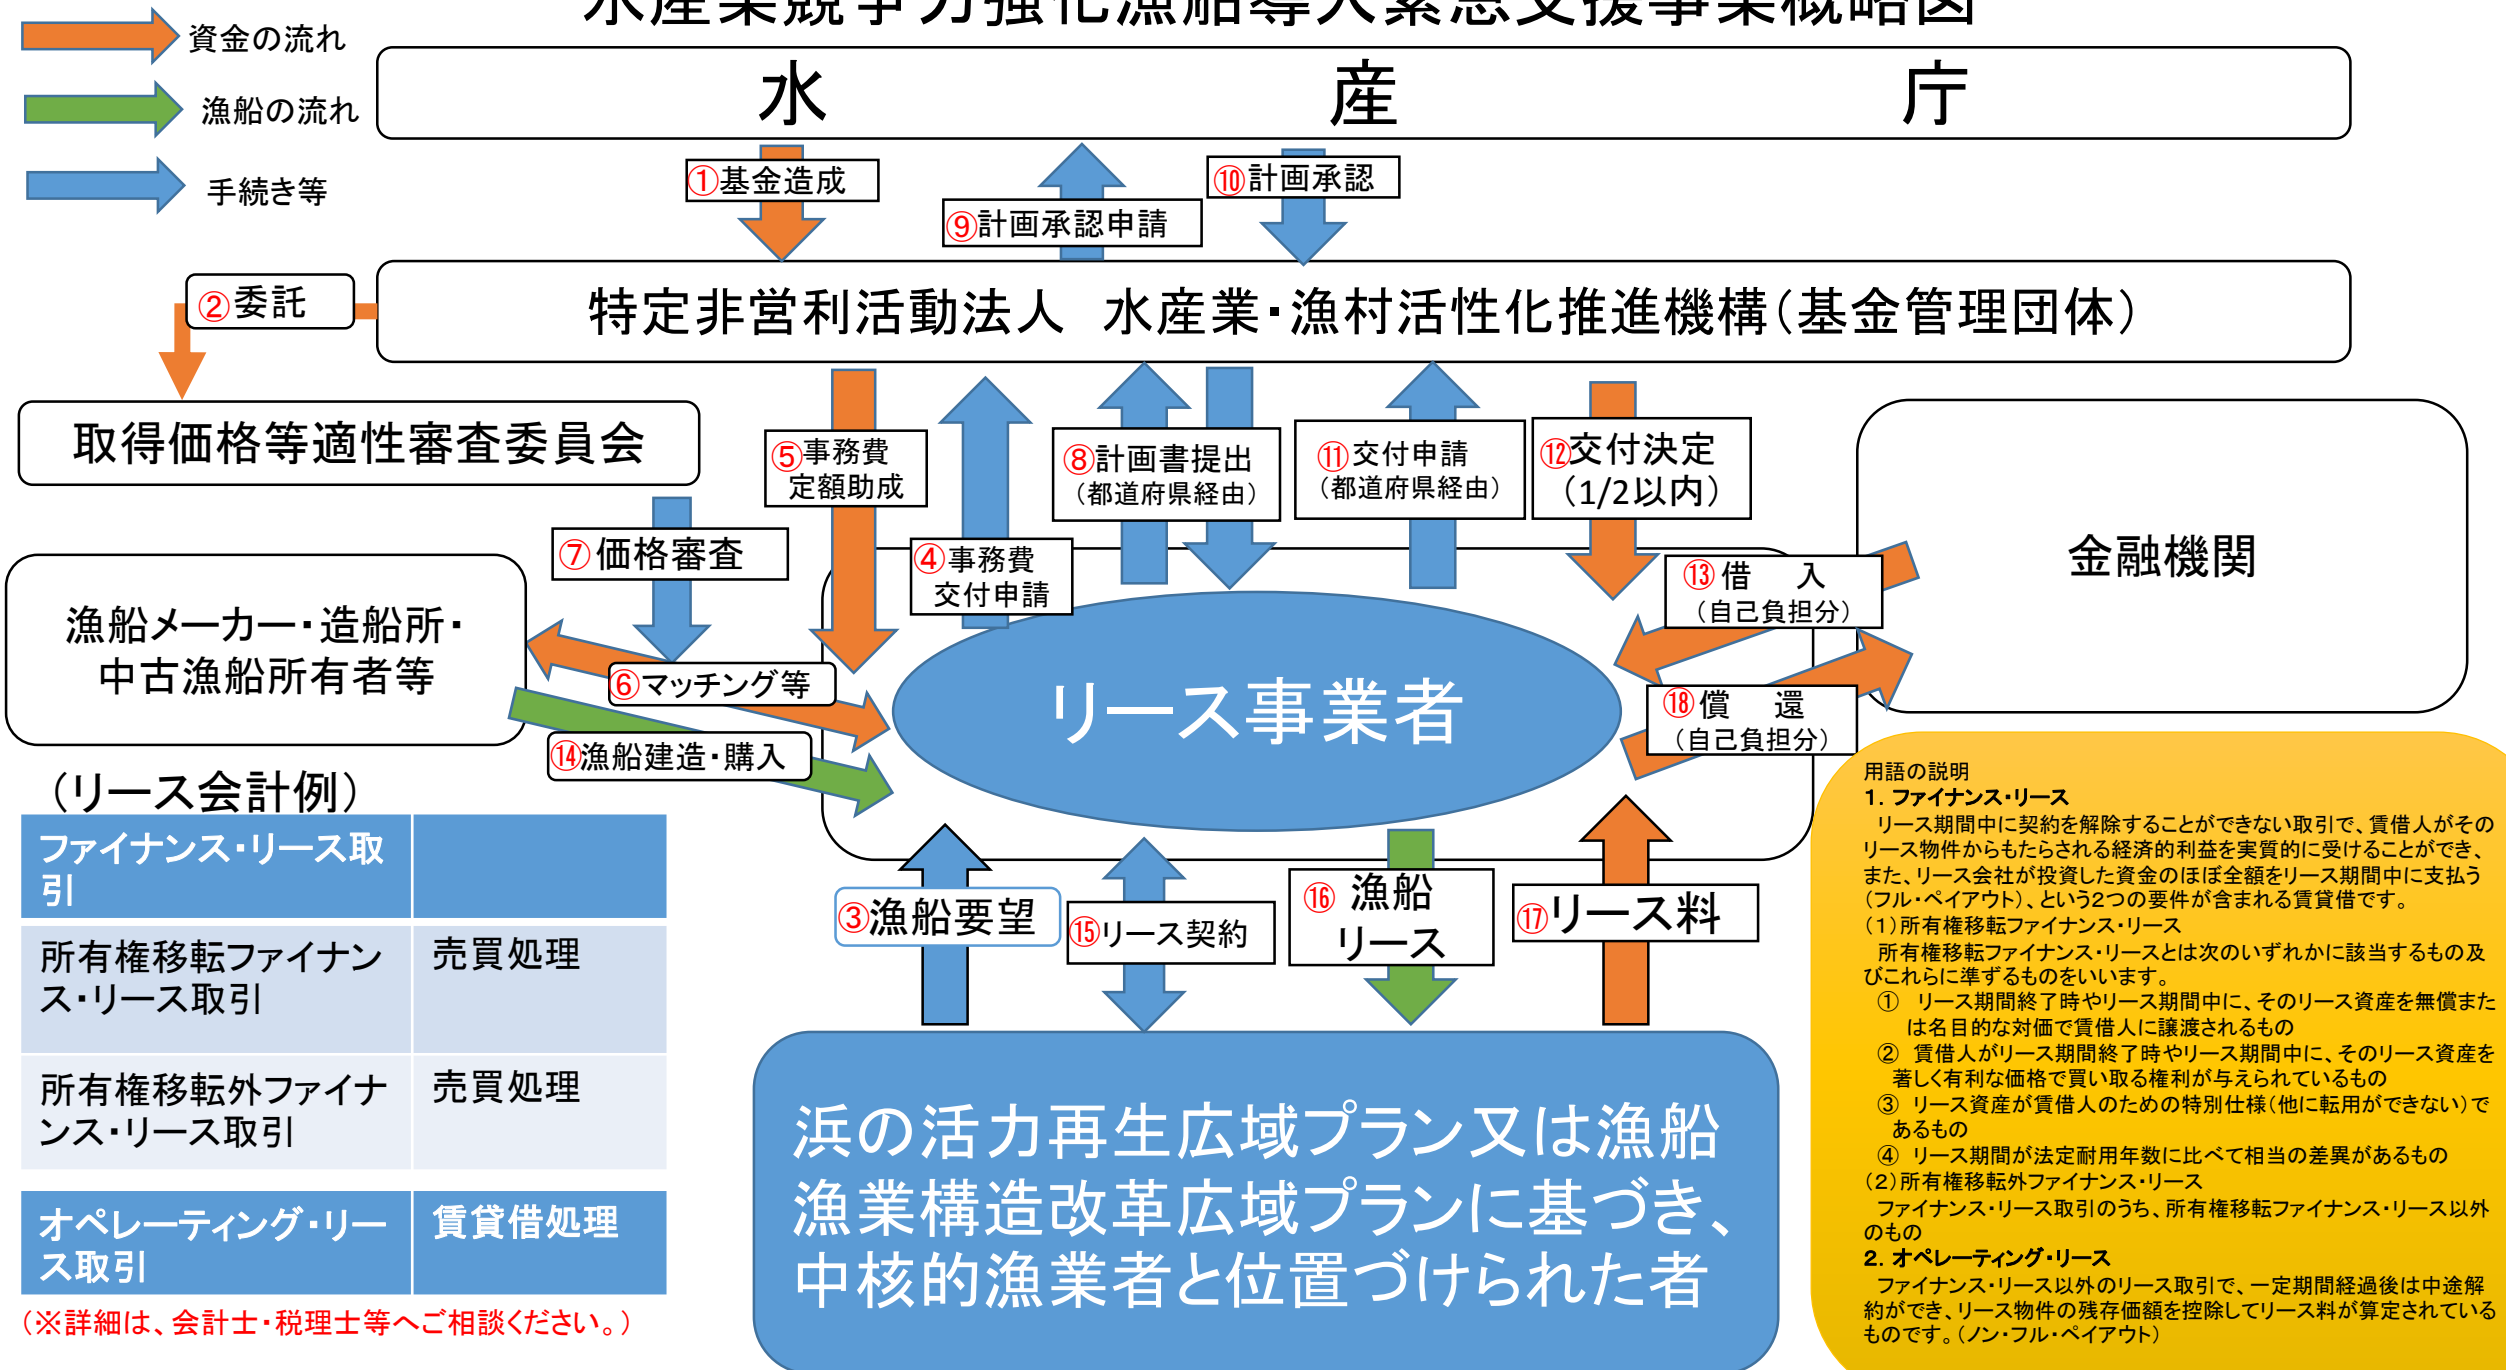 水産業競争力強化漁船導入緊急支援事業概略図
資金の流れ
漁船の流れ
手続き等
水　産　庁
①基金造成
⑨計画承認申請
⑩計画承認
②委託
特定非営利活動法人　水産業・漁村活性化推進機構(基金管理団体)
取得価格等適性審査委員会
⑤事務費
定額助成
④事務費
交付申請
⑧計画書提出
(都道府県経由)
⑪交付申請
(都道府県経由)
⑫交付決定
(1/2以内)
金融機関
⑦価格審査
漁船メーカー・造船所・
中古漁船所有者等
⑥マッチング等
⑭漁船建造・購入
リース事業者
⑬借　入
(自己負担分)
⑱償　還
(自己負担分)
③漁船要望
⑮リース契約
⑯漁船
リース
⑰リース料
浜の活力再生広域プラン又は漁船
漁業構造改革広域プランに基づき、
中核的漁業者と位置づけられた者
(リース会計例)
ファイナンス・リース取
引
所有権移転ファイナン
ス・リース取引
売買処理
所有権移転外ファイナ
ンス・リース取引
売買処理
オペレーティング・リー
ス取引
賃貸借処理
(※詳細は、会計士・税理士等へご相談ください。)
用語の説明
1. ファイナンス・リース
リース期間中に契約を解除することができない取引で、賃借人がその
リース物件からもたらされる経済的利益を実質的に受けることができ、
また、リース会社が投資した資金のほぼ全額をリース期間中に支払う
(フル・ペイアウト)、という2つの要件が含まれる賃貸借です。
(1)所有権移転ファイナンス・リース
所有権移転ファイナンス・リースとは次のいずれかに該当するもの及
びこれらに準ずるものをいいます。
①　リース期間終了時やリース期間中に、そのリース資産を無償また
は名目的な対価で賃借人に譲渡されるもの
②　賃借人がリース期間終了時やリース期間中に、そのリース資産を
著しく有利な価格で買い取る権利が与えられているもの
③　リース資産が賃借人のための特別仕様(他に転用ができない)で
あるもの
④　リース期間が法定耐用年数に比べて相当の差異があるもの
(2)所有権移転外ファイナンス・リース
ファイナンス・リース取引のうち、所有権移転ファイナンス・リース以外
のもの
2. オペレーティング・リース
ファイナンス・リース以外のリース取引で、一定期間経過後は中途解
約ができ、リース物件の残存価額を控除してリース料が算定されている
ものです。(ノン・フル・ペイアウト)